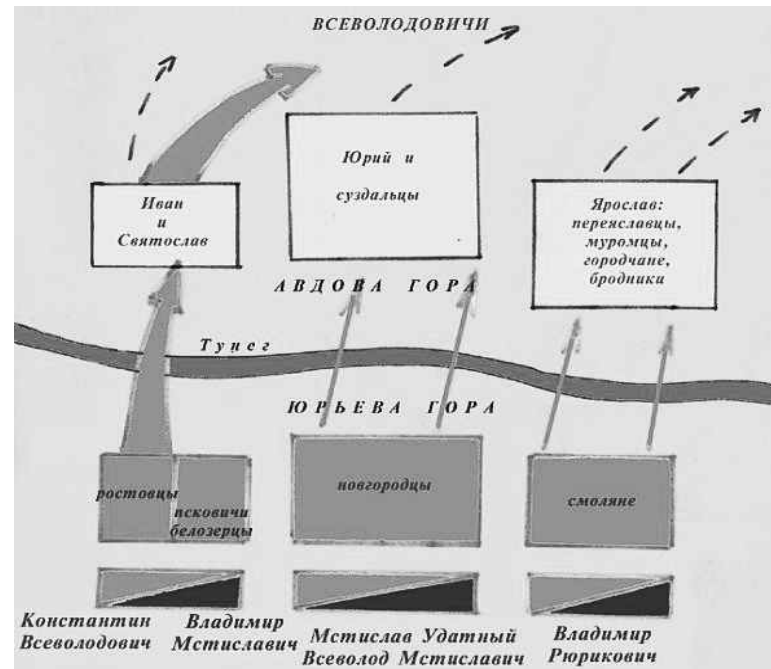 ВСЕВОЛОДОВИЧИ
Юрий и
суздальцы
Иван
и
Святослав
Ярослав:
переяславцы,
муромцы,
городчане,
бродники
АВДОВА ГОРА
Тунег
ЮРЬЕВА ГОРА
ростовцы
псковичи
белозерцы
новгородцы
смоляне
Константин
Всеволодович
Владимир
Мстиславич
Мстислав Удатный
Всеволод Мстиславич
Владимир
Рюрикович